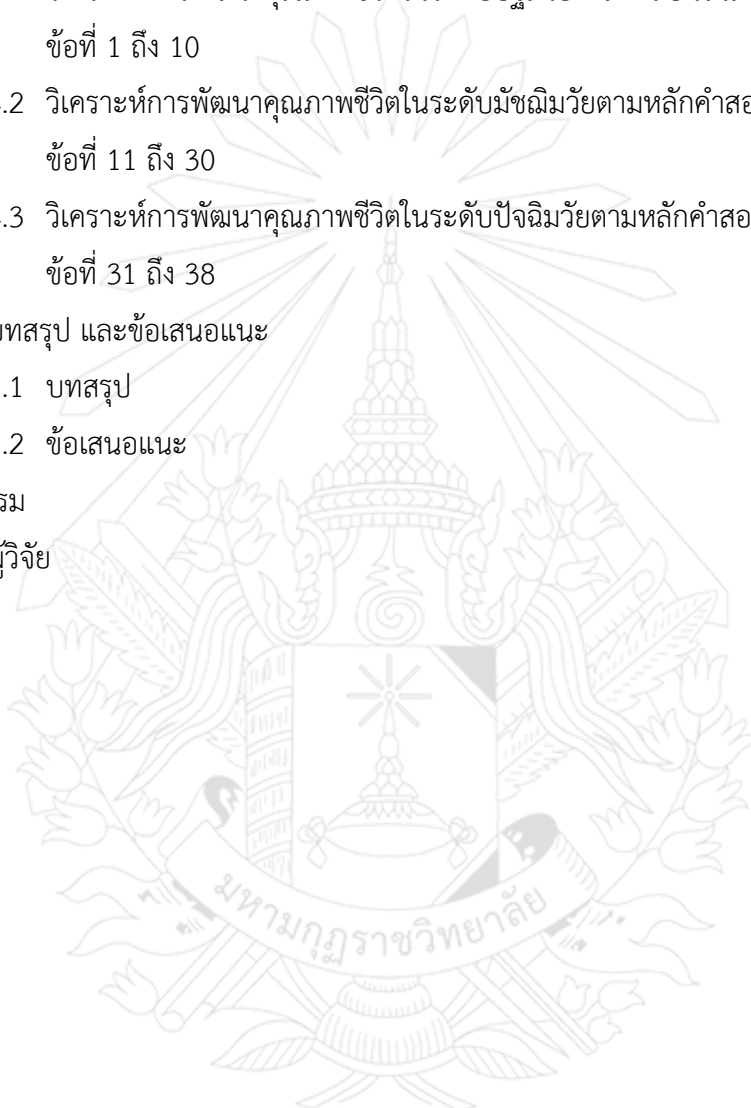 ข้อที่ 1 ถึง 10
.2 วิเคราะห์การพัฒนาคุณภาพชีวิตในระดับมัชฌิมวัยตามหลักคำสอ
ข้อที่ 11 ถึง 30
.3 วิเคราะห์การพัฒนาคุณภาพชีวิตในระดับปัจฉิมวัยตามหลักคำสอ
ข้อที่ 31 ถึง 38
บทสรุป และข้อเสนอแนะ
.1 บทสรุป
.2 ข้อเสนอแนะ
รม
ผู้วิจัย
มหามกุฏราชวิทยาลัย